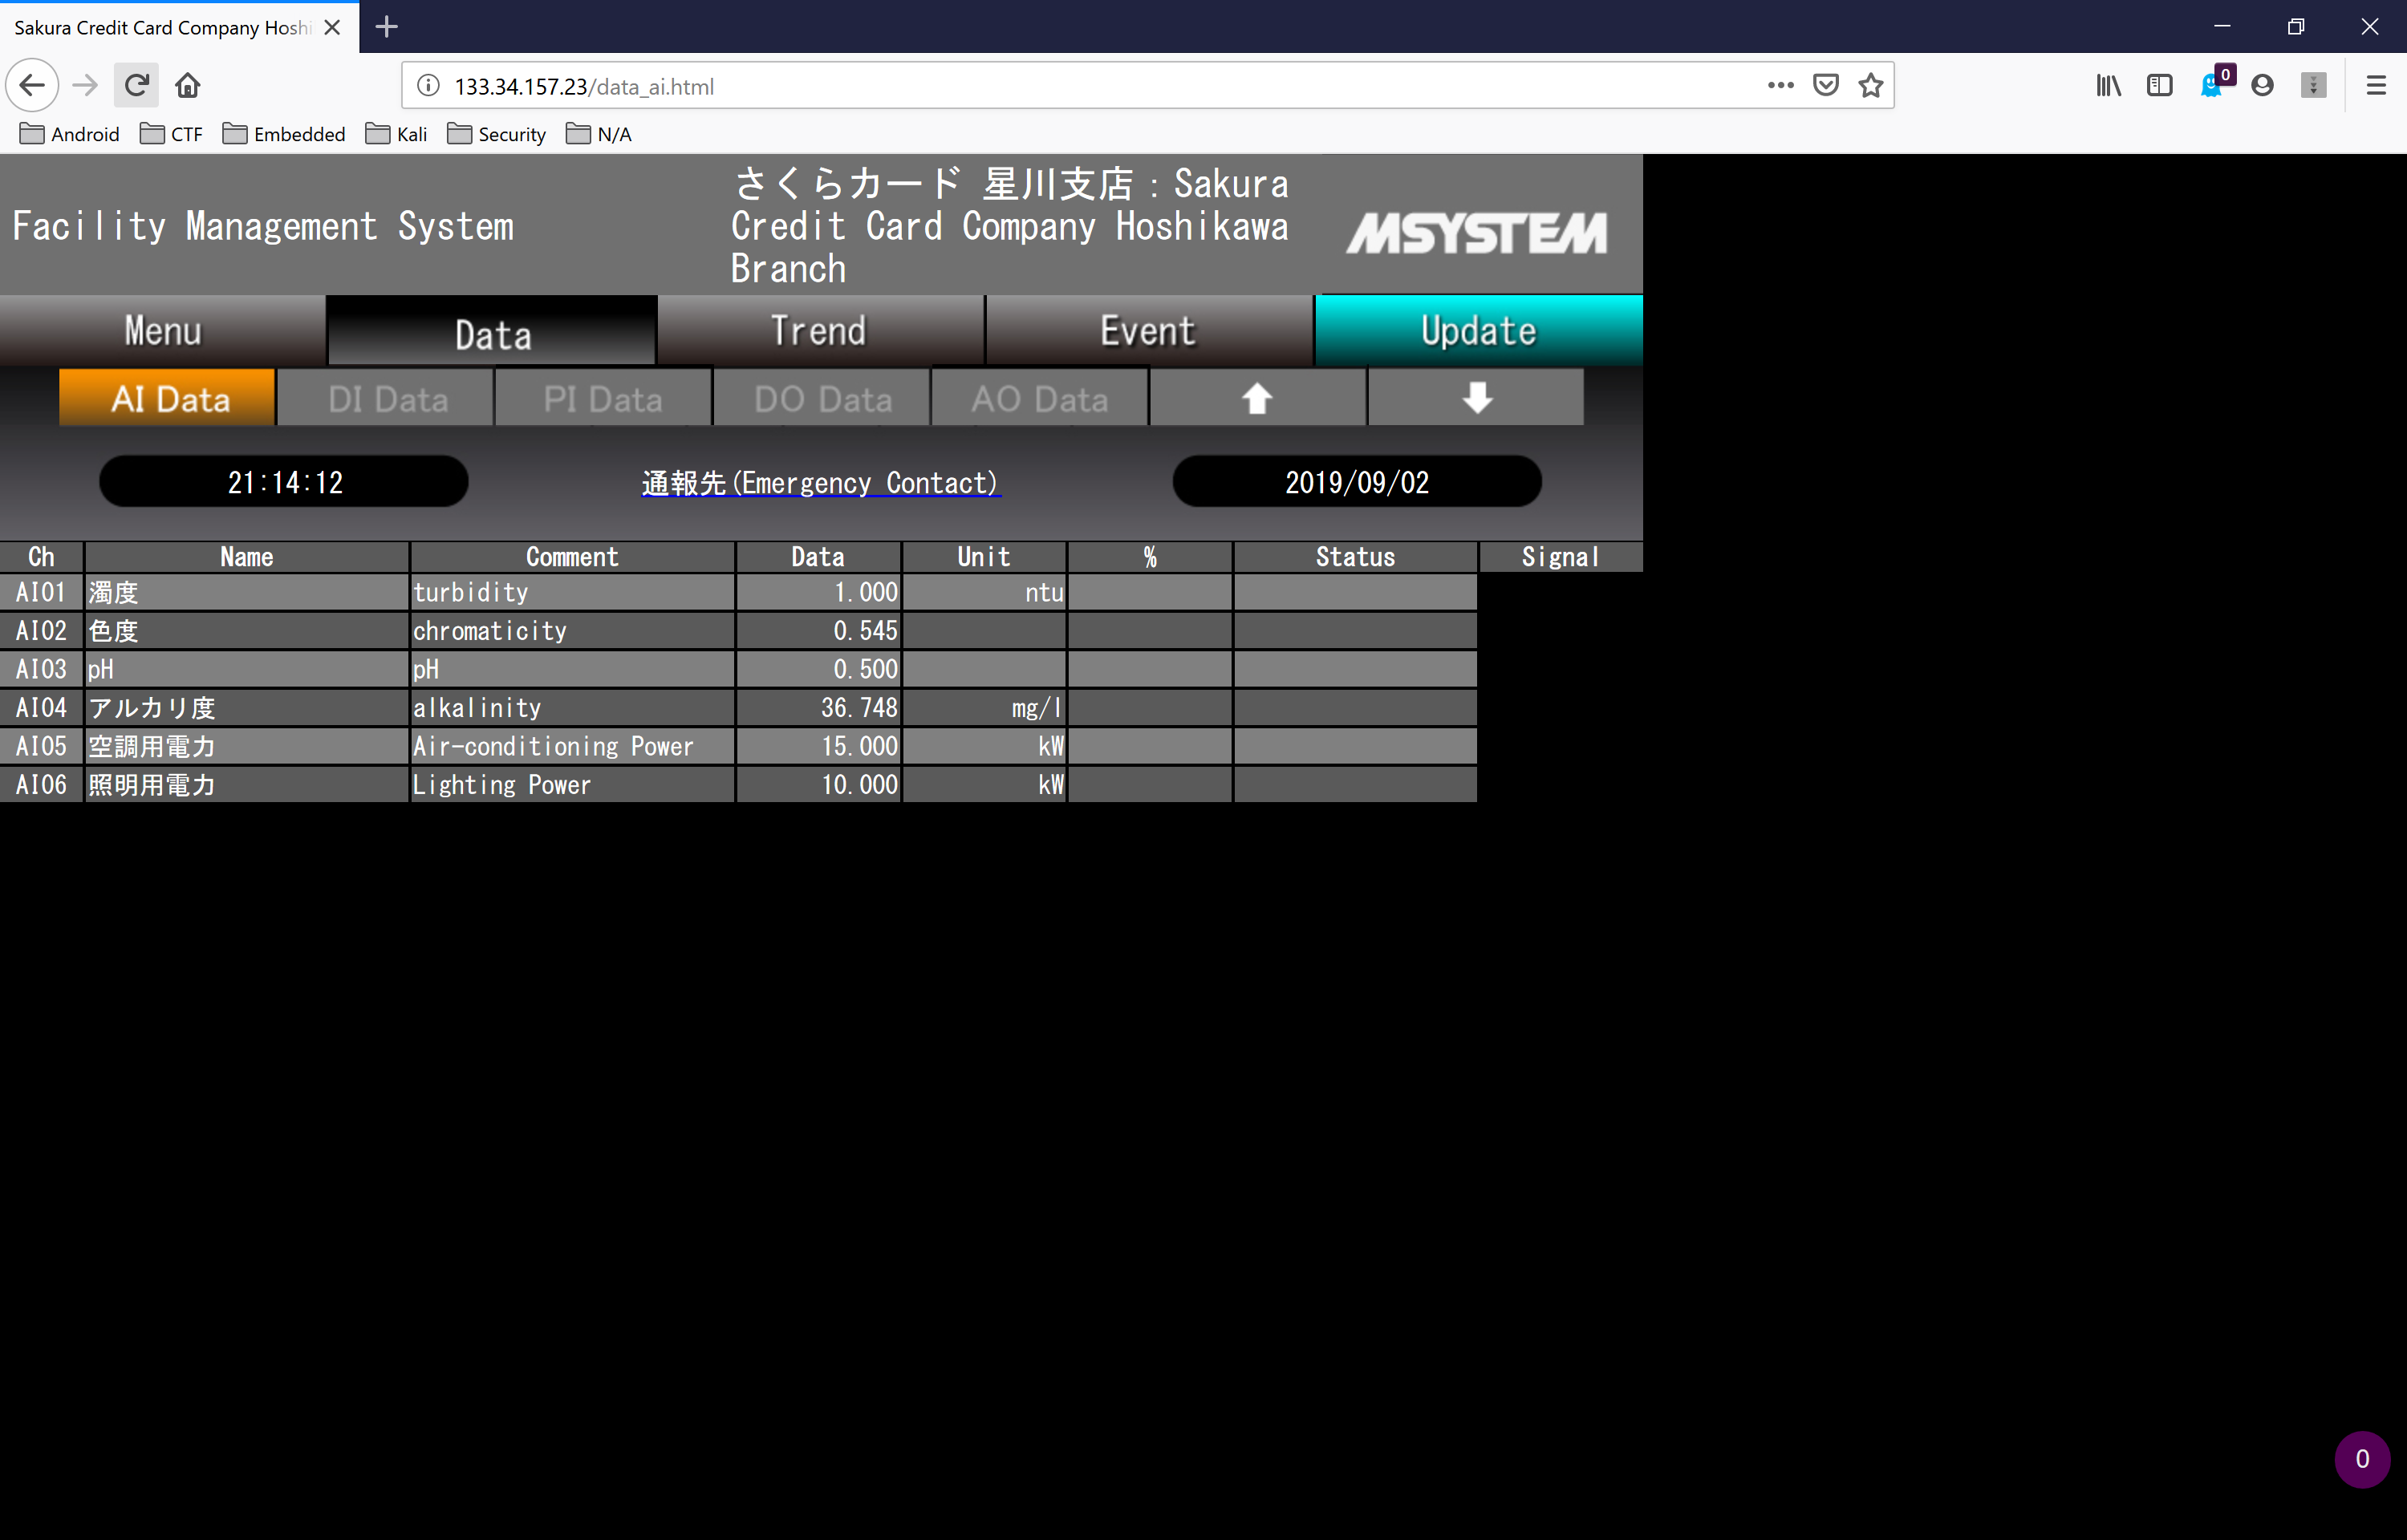 Sakura Credit Card Company Hoshi
133.34.157.23/data_ai.html
0
Android CTF Embedded Kali Security N/A
Facility Management System
さくらカード 星川支店：Sakura
Credit Card Company Hoshikawa
Branch
MSYSTEM
Menu Data Trend Event Update
AI Data DI Data PI Data DO Data AO Data
21:14:12 通報先(Emergency Contact) 2019/09/02
Ch Name Comment Data Unit % Status Signal
AI01 濁度 turbidity 1.000 ntu
AI02 色度 chromaticity 0.545
AI03 pH pH 0.500
AI04 アルカリ度 alkalinity 36.748 mg/l
AI05 空調用電力 Air-conditioning Power 15.000 kW
AI06 照明用電力 Lighting Power 10.000 kW
0